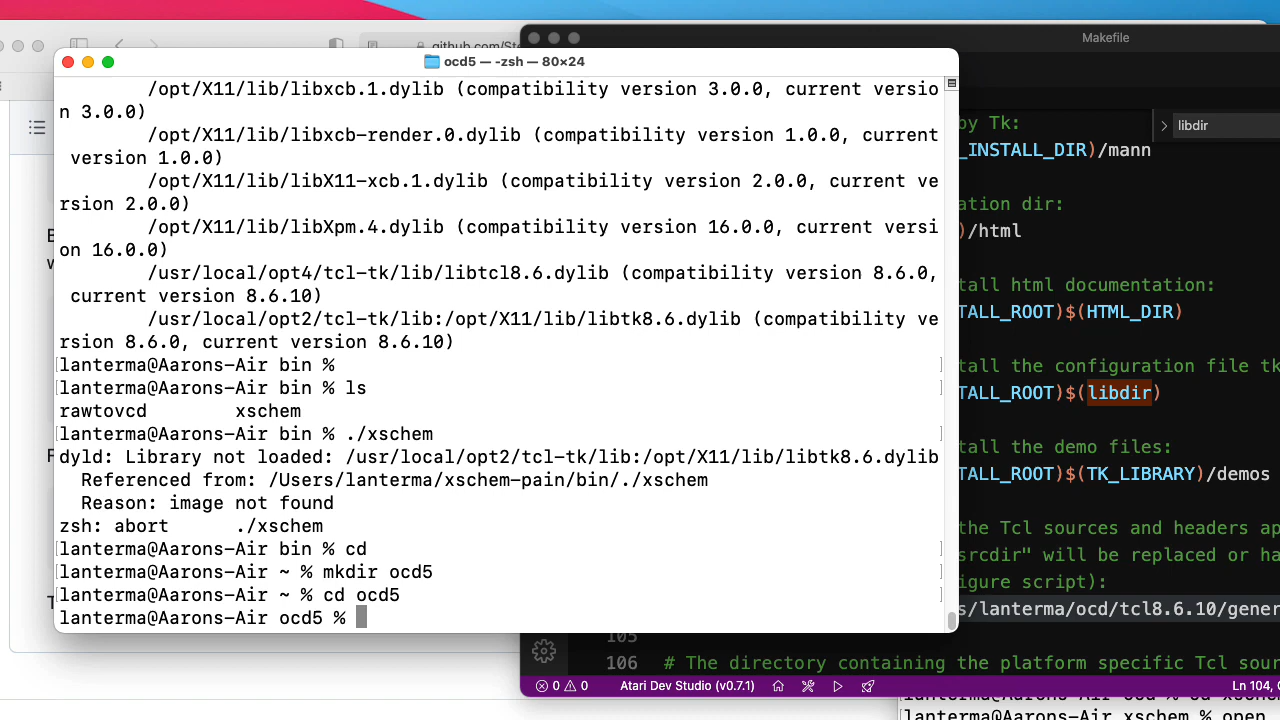 github.com/Ste
Makefile
ocd5 — -zsh — 80×24
/opt/X11/lib/libxcb.1.dylib (compatibility version 3.0.0, current versio
n 3.0.0)
/opt/X11/lib/libxcb-render.0.dylib (compatibility version 1.0.0, current
version 1.0.0)
/opt/X11/lib/libX11-xcb.1.dylib (compatibility version 2.0.0, current ve
rsion 2.0.0)
/opt/X11/lib/libXpm.4.dylib (compatibility version 16.0.0, current versi
on 16.0.0)
/usr/local/opt4/tcl-tk/lib/libtcl8.6.dylib (compatibility version 8.6.0,
current version 8.6.10)
/usr/local/opt2/tcl-tk/lib:/opt/X11/lib/libtk8.6.dylib (compatibility ve
rsion 8.6.0, current version 8.6.10)
[lanterma@Aarons-Air bin % ]
[lanterma@Aarons-Air bin % ls ]
rawtovcd xschem
[lanterma@Aarons-Air bin % ./xschem ]
dyld: Library not loaded: /usr/local/opt2/tcl-tk/lib:/opt/X11/lib/libtk8.6.dylib
Referenced from: /Users/lanterma/xschem-pain/bin/./xschem
Reason: image not found
zsh: abort ./xschem
[lanterma@Aarons-Air bin % cd ]
[lanterma@Aarons-Air ~ % mkdir ocd5 ]
[lanterma@Aarons-Air ~ % cd ocd5 ]
lanterma@Aarons-Air ocd5 %
by Tk:
_INSTALL_DIR)/mann
> libdir
ation dir:
)/html
tall html documentation:
TALL_ROOT)$(HTML_DIR)
tall the configuration file tk
TALL_ROOT)$(libdir)
tall the demo files:
TALL_ROOT)$(TK_LIBRARY)/demos
the Tcl sources and headers ap
srcdir" will be replaced or ha
igure script):
s/lanterma/ocd/tcl8.6.10/gener
105
106 # The directory containing the platform specific Tcl sour
0 0 Atari Dev Studio (v0.7.1) Ln 104, C
[lanterma@Aarons-Air xschem % open